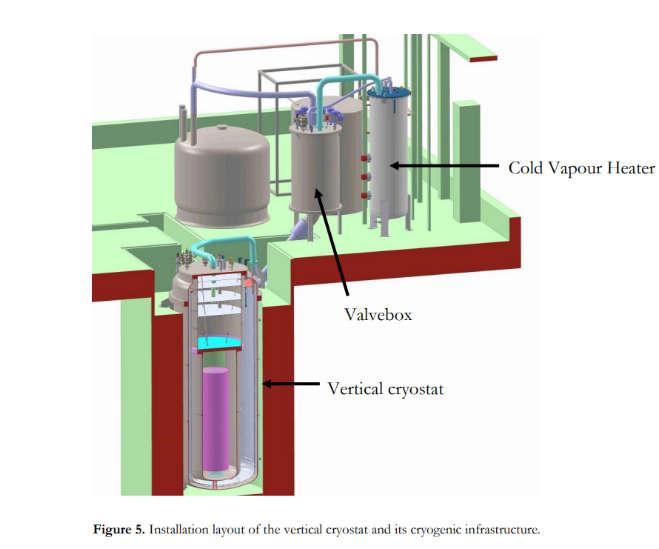 Cold Vapour Heater
Valvebox
Vertical cryostat
Figure 5. Installation layout of the vertical cryostat and its cryogenic infrastructure.